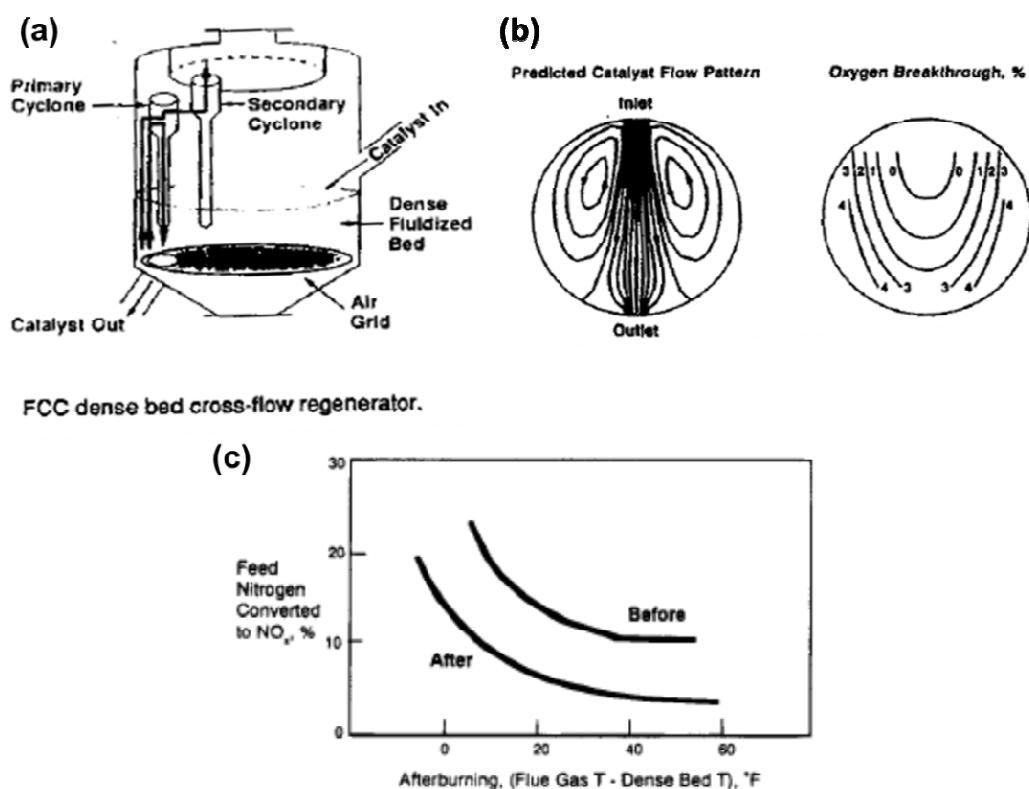 (a)
Primary
Cyclone
Secondary
Cyclone
Catalyst In
Dense
Fluidized
Bed
Air
Grid
Catalyst Out
FCC dense bed cross-flow regenerator.
(b)
Predicted Catalyst Flow Pattern
Inlet
Outlet
Oxygen Breakthrough, %
3 2 1 0 0 1 2 3
4 4
4 3 3 4
(c)
30
20
10
0
Feed
Nitrogen
Converted
to NOx, %
Before
After
0 20 40 60
Afterburning, (Flue Gas T - Dense Bed T), °F